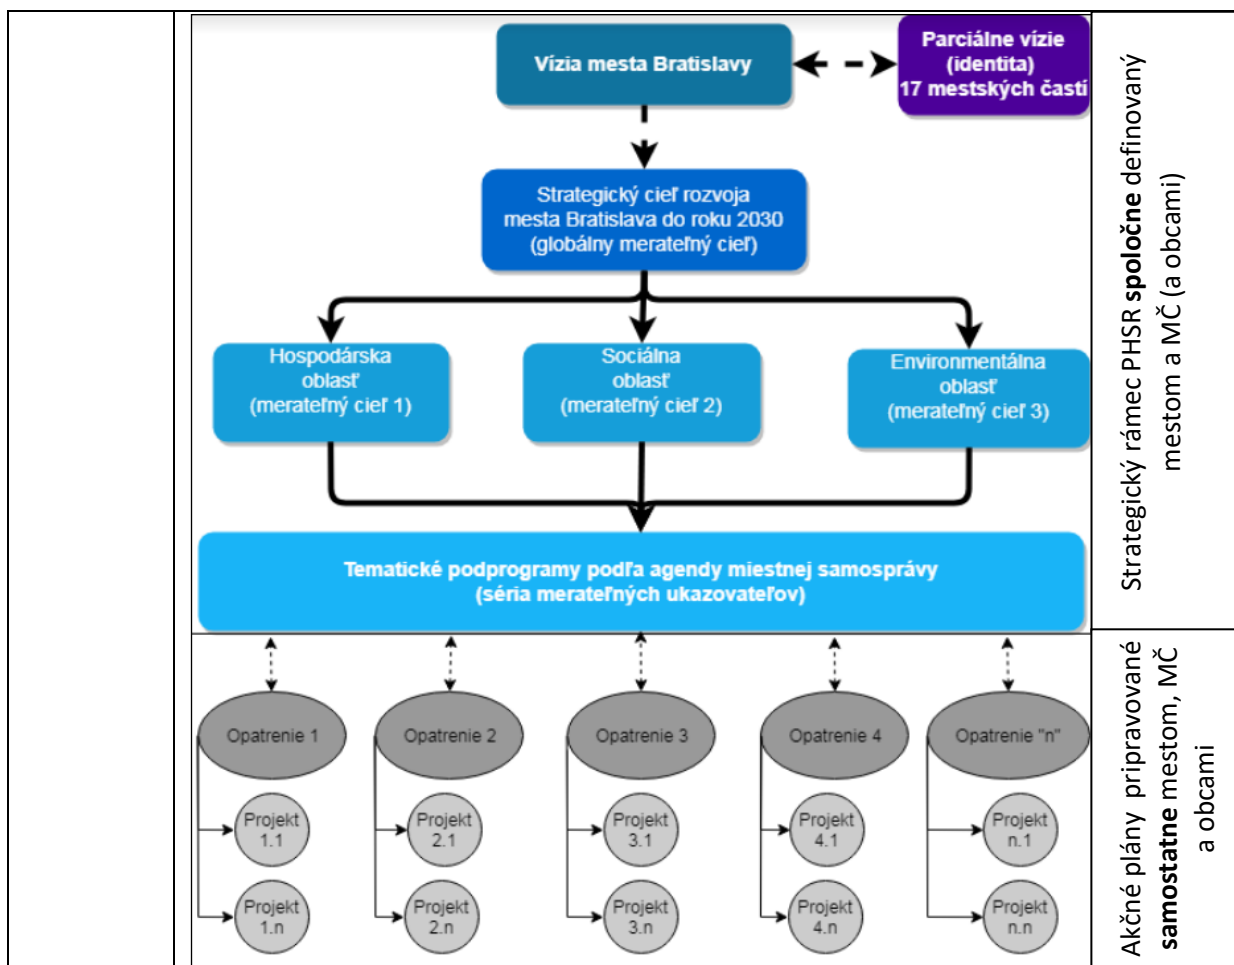 Vízia mesta Bratislavy
Parciálne vízie
(identita)
17 mestských častí
Strategický cieľ rozvoja
mesta Bratislava do roku 2030
(globálny merateľný cieľ)
Hospodárska
oblasť
(merateľný cieľ 1)
Sociálna
oblasť
(merateľný cieľ 2)
Environmentálna
oblasť
(merateľný cieľ 3)
Tematické podprogramy podľa agendy miestnej samosprávy
(séria merateľných ukazovateľov)
Strategický rámec PHSR spoločne definovaný
mestom a MČ (a obcami)
Opatrenie 1
Opatrenie 2
Opatrenie 3
Opatrenie 4
Opatrenie "n"
Projekt
1.1
Projekt
2.1
Projekt
3.1
Projekt
4.1
Projekt
n.1
Projekt
1.n
Projekt
2.n
Projekt
3.n
Projekt
4.n
Projekt
n.n
Akčné plány pripravované
samostatne mestom, MČ
a obcami